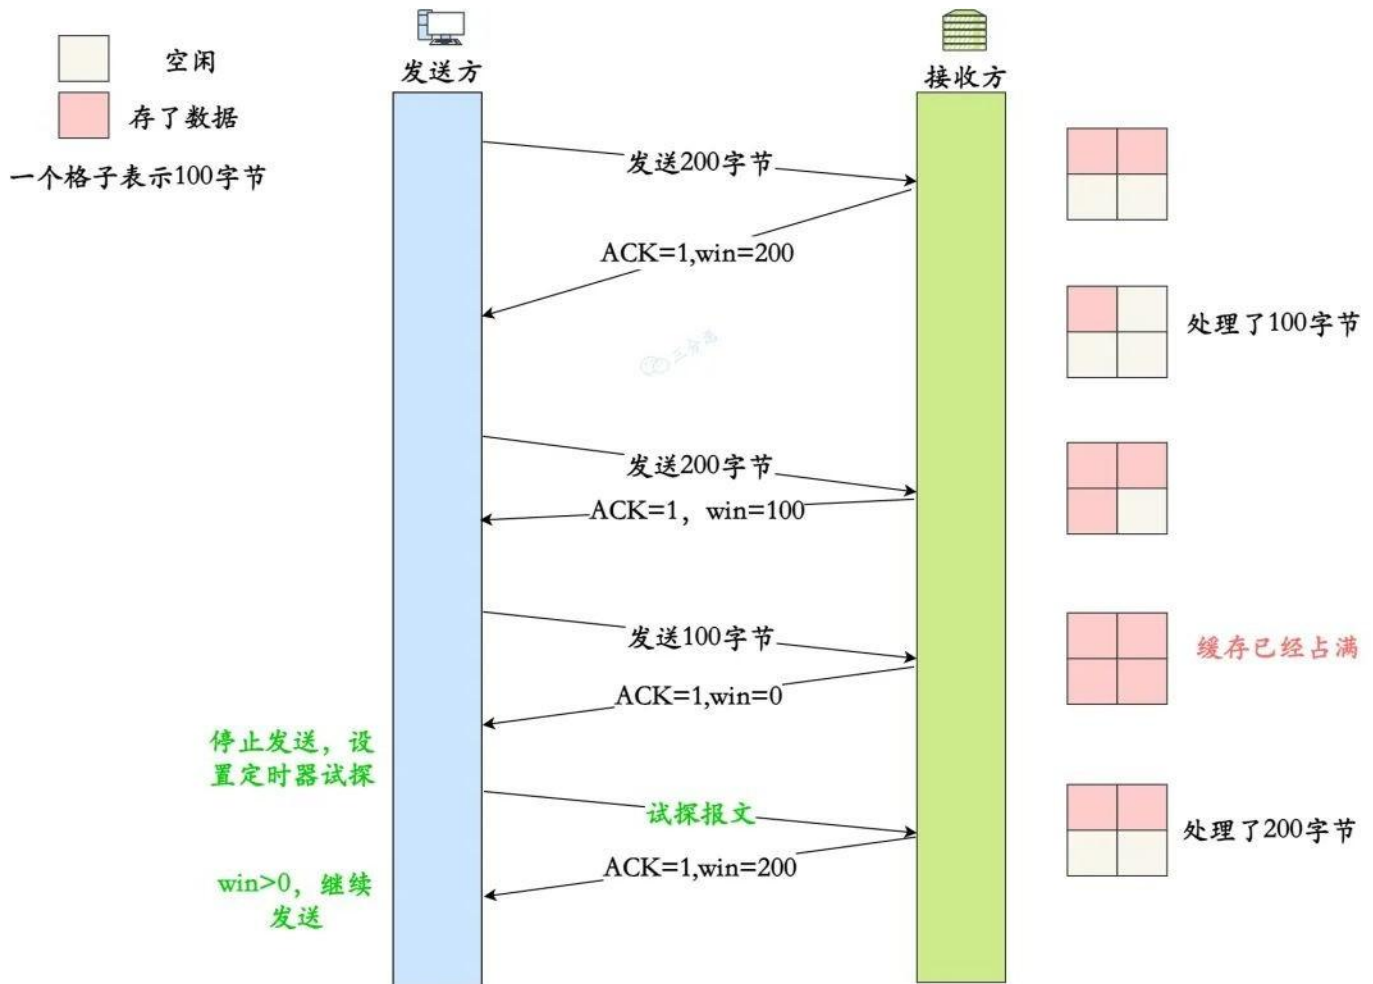 发送方
接收方
空闲
存了数据
一个格子表示100字节
发送200字节
ACK=1,win=200
三分恶
处理了100字节
发送200字节
ACK=1，win=100
发送100字节
缓存已经占满
ACK=1,win=0
停止发送，设
置定时器试探
试探报文
处理了200字节
ACK=1,win=200
win>0，继续
发送